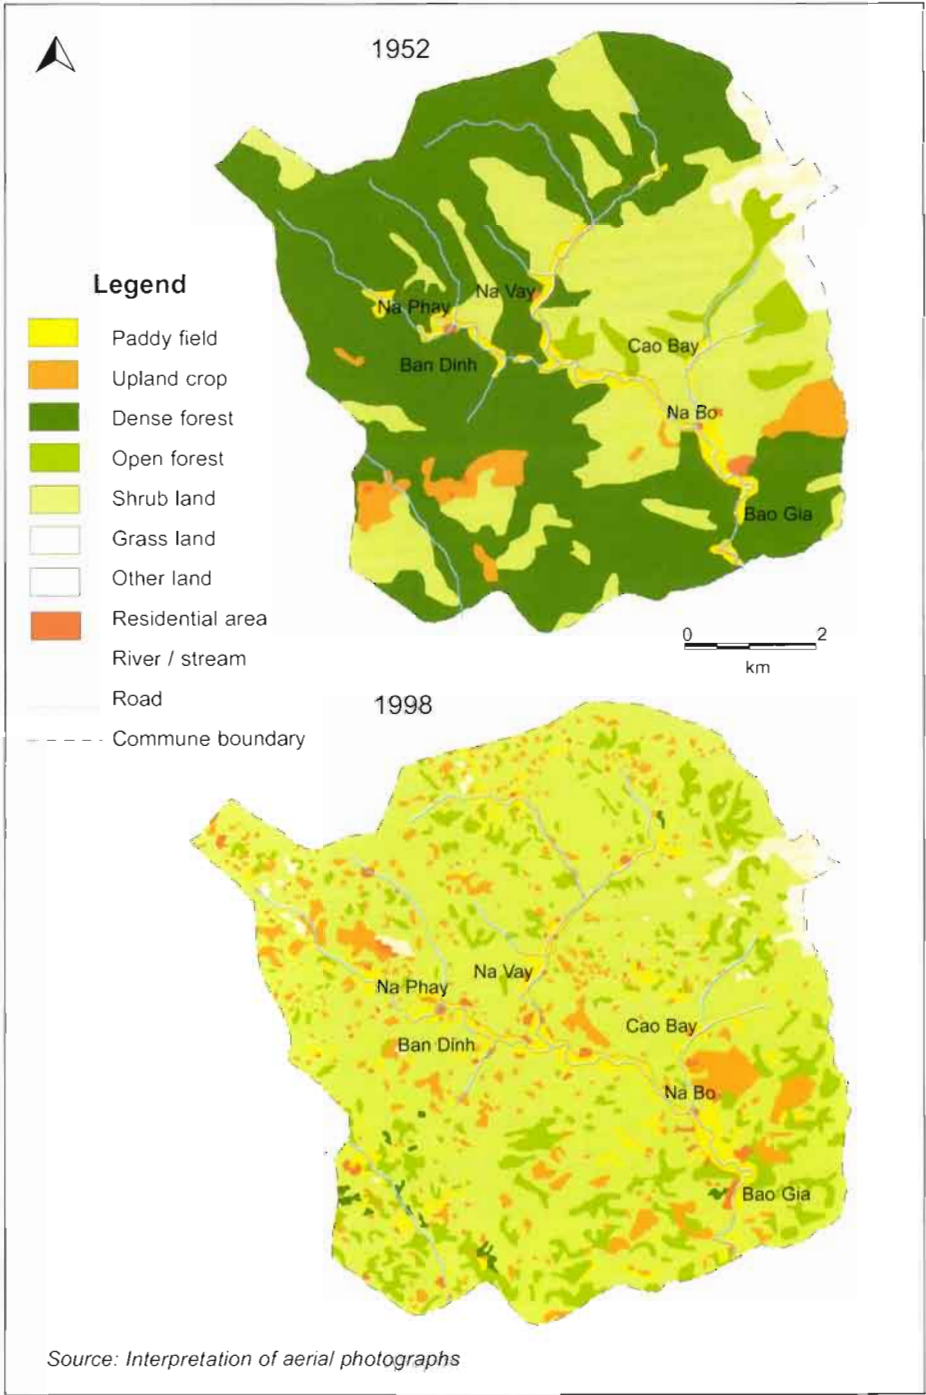 1952
Na Vay
Na Phay
Cao Bay
Ban Dinh
Na Bo
Bao Gia
Legend
Paddy field
Upland crop
Dense forest
Open forest
Shrub land
Grass land
Other land
Residential area
River / stream
Road
Commune boundary
0 2
km
1998
Na Vay
Na Phay
Cao Bay
Ban Dinh
Na Bo
Bao Gia
Source: Interpretation of aerial photographs